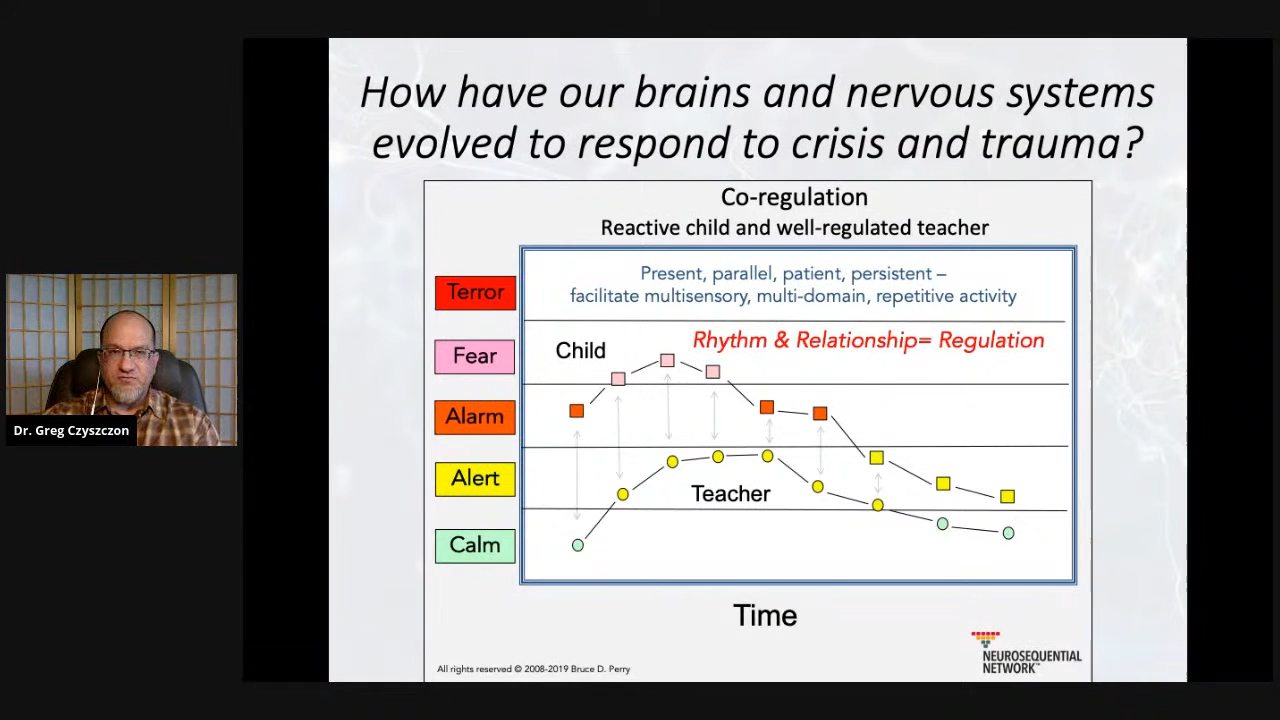 How have our brains and nervous systems
evolved to respond to crisis and trauma?
Co-regulation
Reactive child and well-regulated teacher
Terror
Present, parallel, patient, persistent –
facilitate multisensory, multi-domain, repetitive activity
Rhythm & Relationship= Regulation
Child
Fear
Alarm
Alert
Teacher
Calm
Time
All rights reserved © 2008-2019 Bruce D. Perry
NEUROSEQUENTIAL
NETWORK™
Dr. Greg Czyszczon